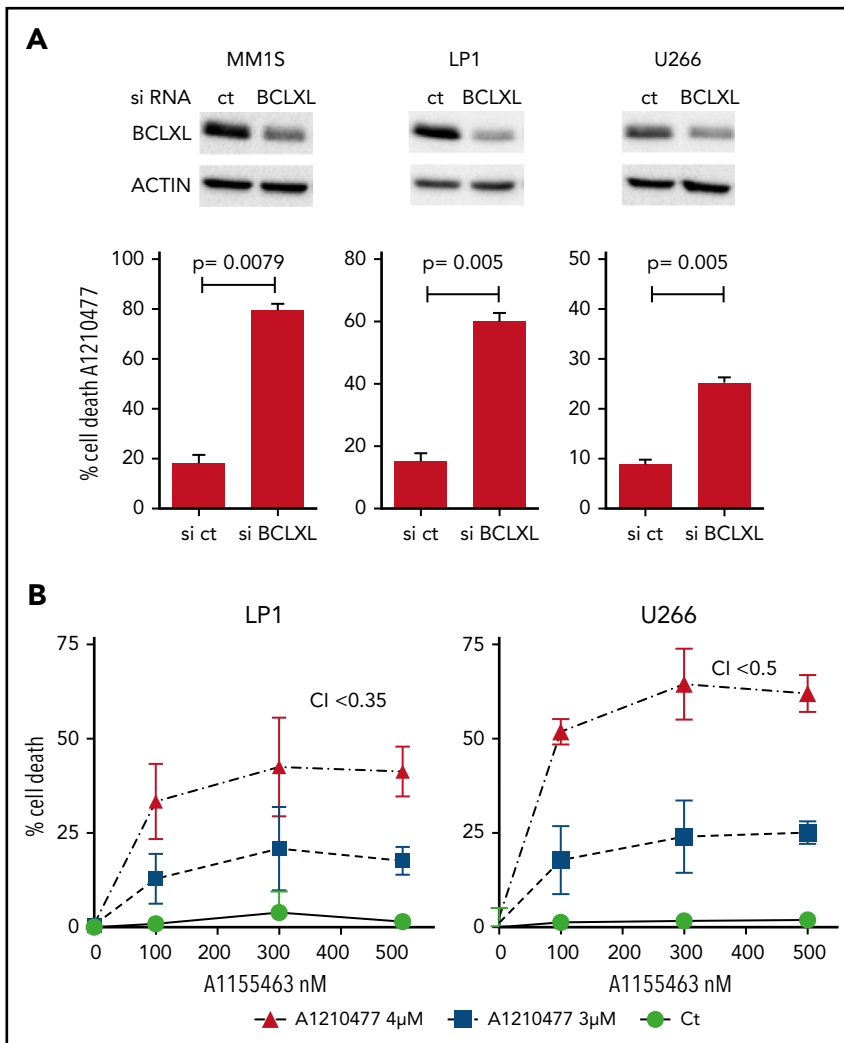 A
MM1S LP1 U266
si RNA ct BCLXL ct BCLXL ct BCLXL
BCLXL
ACTIN
% cell death A1210477
100
80
60
40
20
0
p= 0.0079
si ct si BCLXL
80
60
40
20
0
p= 0.005
si ct si BCLXL
50
40
30
20
10
0
p= 0.005
si ct si BCLXL
B
LP1
% cell death
75
50
25
0
CI <0.35
0 100 200 300 400 500
A1155463 nM
U266
75
50
25
0
CI <0.5
0 100 200 300 400 500
A1155463 nM
A1210477 4μM A1210477 3μM Ct